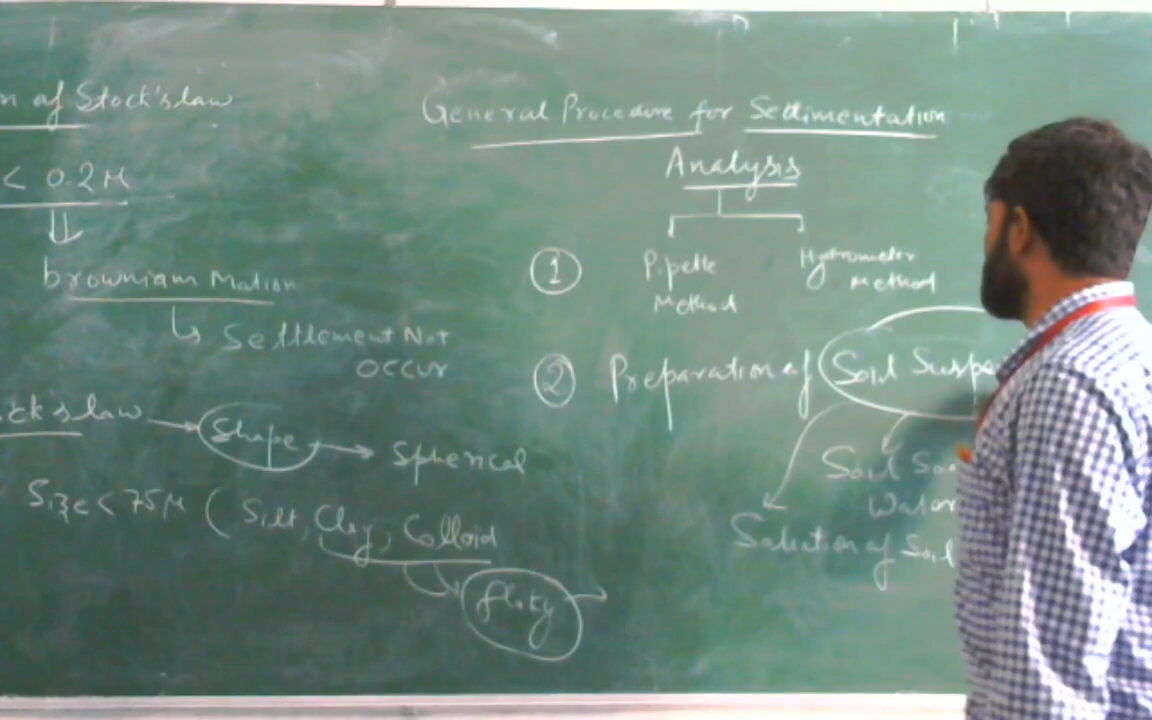 n of Stock's law
< 0.2 μ
browniam Motion
Settlement Not
occur
ck's law → Shape → Spherical
Size < 75 μ ( Silt, Clay, Colloid
flaky
General Procedure for Sedimentation
Analysis
1 Pipette Method
Hydrometer Method
2 Preparation of Soil Suspe
Soil
Water
of Soil